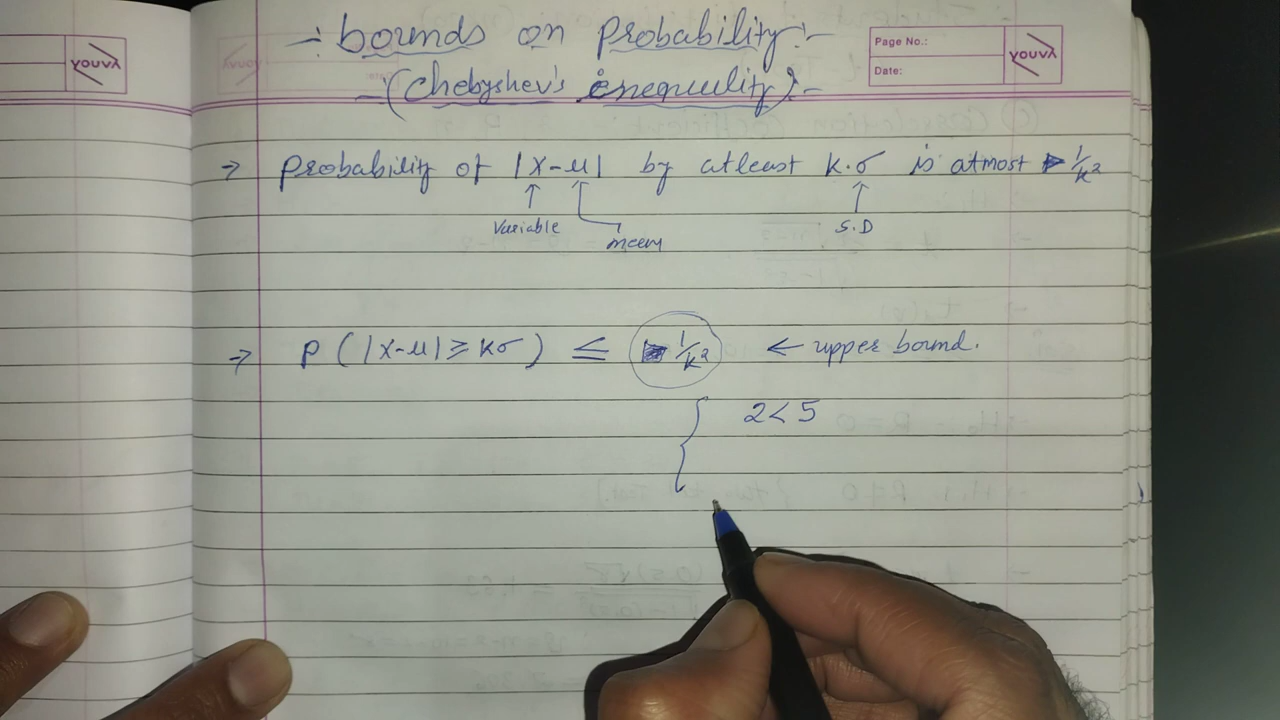 -: bounds on Probability :-
-(Chebyshev's inequality):-
Page No.:
Date:
youva
youva
→ Probability of |X-μ| by atleast K.σ is atmost 1/K²
Variable
mean
S.D
→ P (|X-μ| ≥ Kσ) ≤ 1/K² ← upper bound.
2<5